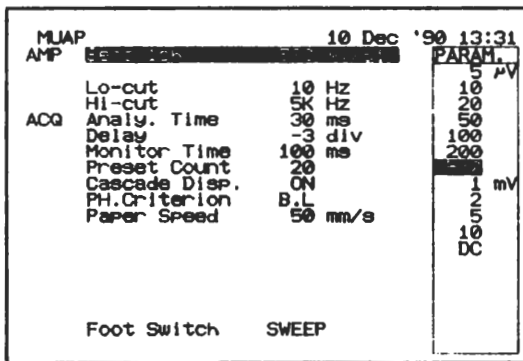 MUAP 10 Dec '90 13:31
AMP PARAM.
5 µV
Lo-cut 10 Hz 10
Hi-cut 5K Hz 20
ACQ Analy. Time 30 ms 50
Delay -3 div 100
Monitor Time 100 ms 200
Preset Count 20
Cascade Disp. ON 1 mV
PH.Criterion B.L 2
Paper Speed 50 mm/s 5
10
DC
Foot Switch SWEEP